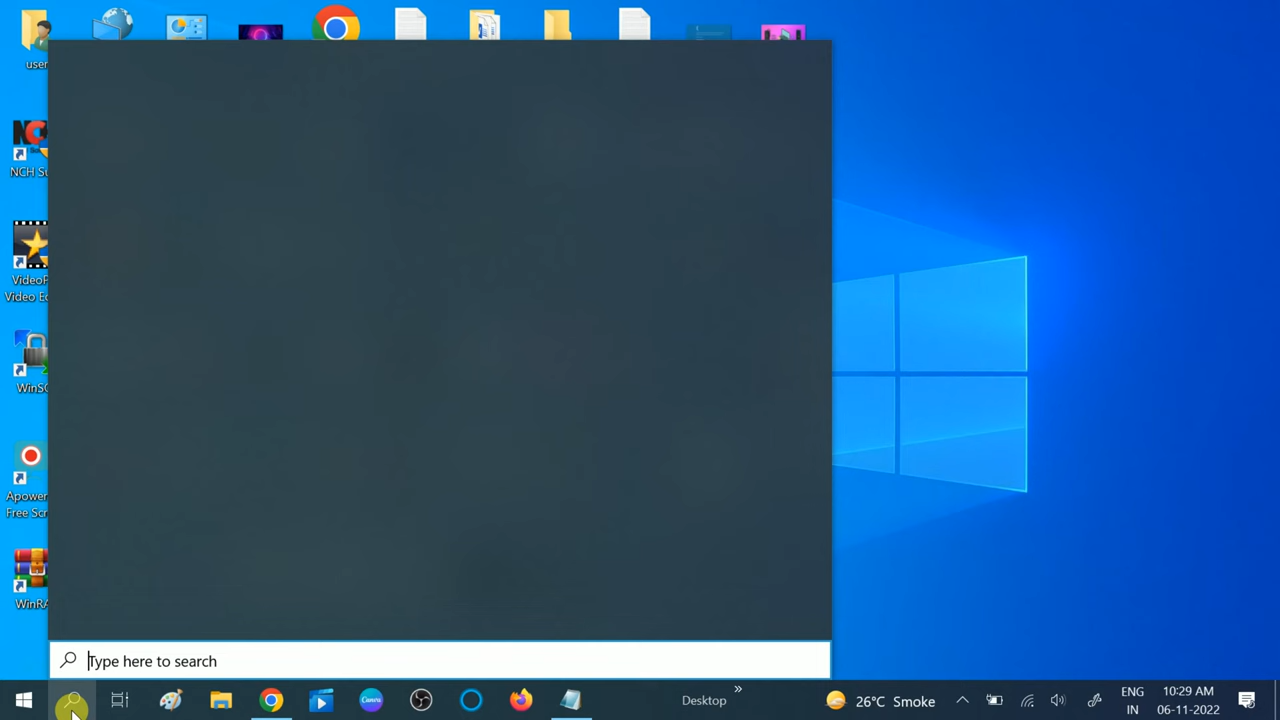 user
NCH Su
VideoP
Video Ed
WinSC
Apower
Free Scr
WinRA
Type here to search
Canva
Desktop
26°C Smoke
ENG
IN
10:29 AM
06-11-2022